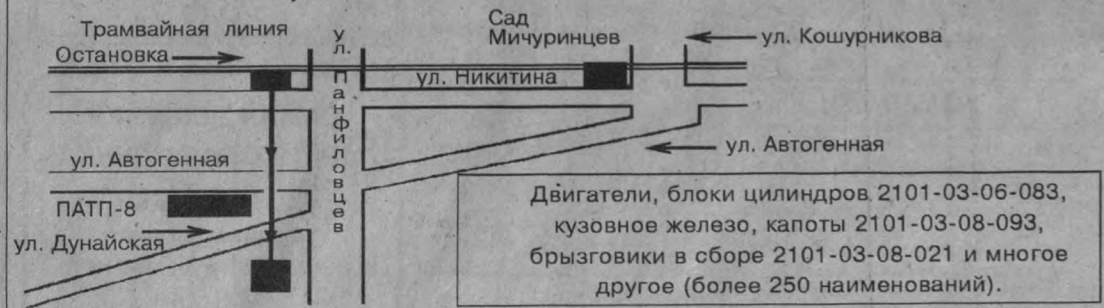 Трамвайная линия
Остановка
ул. Панфиловцев
Сад
Мичуринцев
ул. Кошурникова
ул. Никитина
ул. Автогенная
ул. Автогенная
ПАТП-8
ул. Дунайская
Двигатели, блоки цилиндров 2101-03-06-083,
кузовное железо, капоты 2101-03-08-093,
брызговики в сборе 2101-03-08-021 и многое
другое (более 250 наименований).